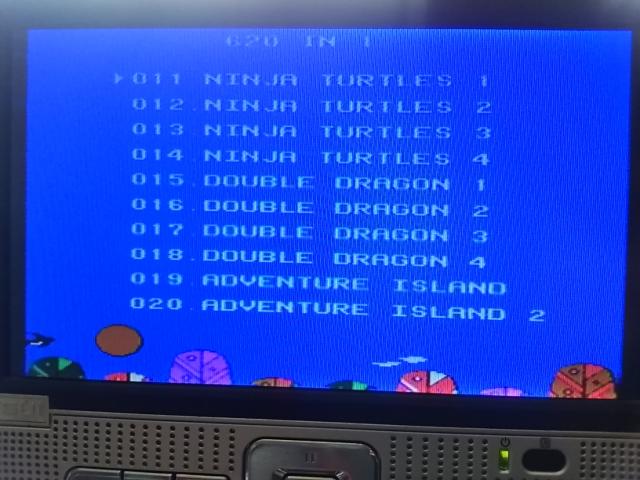 620 IN 1
011 NINJA TURTLES 1
012.NINJA TURTLES 2
013 NINJA TURTLES 3
014 NINJA TURTLES 4
015.DOUBLE DRAGON 1
016.DOUBLE DRAGON 2
017.DOUBLE DRAGON 3
018.DOUBLE DRAGON 4
019.ADVENTURE ISLAND
020.ADVENTURE ISLAND 2